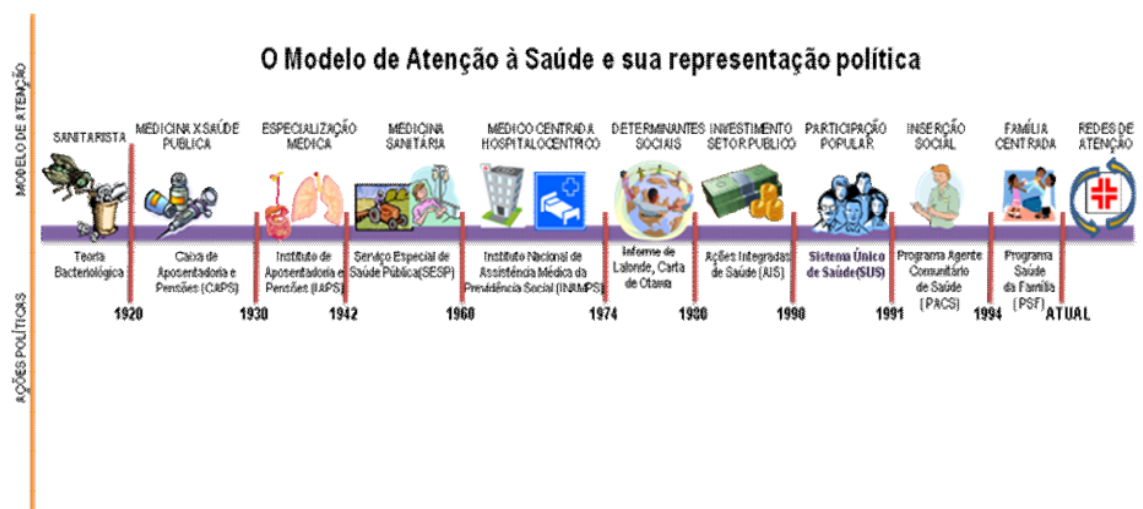 O Modelo de Atenção à Saúde e sua representação política
MODELO DE ATENÇÃO
AÇÕES POLÍTICAS
SANITARISTA
MEDICINA X SAÚDE
PUBLICA
ESPECIALIZAÇÃO
MEDICA
MEDICINA
SANITÁRIA
MÉDICO CENTRADA
HOSPITALOCENTRICO
DETERMINANTES
SOCIAIS
INVESTIMENTO
SETOR PUBLICO
PARTICIPAÇÃO
POPULAR
INSERÇÃO
SOCIAL
FAMÍLIA
CENTRADA
REDES DE
ATENÇÃO
Teoria
Bacteriológica
Caixa de
Aposentadoria e
Pensões (CAPS)
Instituto de
Aposentadoria e
Pensões (IAPS)
Serviço Especial de
Saúde Pública(SESP)
Instituto Nacional de
Assistência Médica da
Previdência Social (INAMPS)
Informe de
Lalonde, Carta
de Otawa
Ações Integradas
de Saúde (AIS)
Sistema Único
de Saúde(SUS)
Programa Agente
Comunitário
de Saúde
(PACS)
Programa
Saúde
da Família
(PSF)
1920
1930
1942
1960
1974
1980
1990
1991
1994
ATUAL